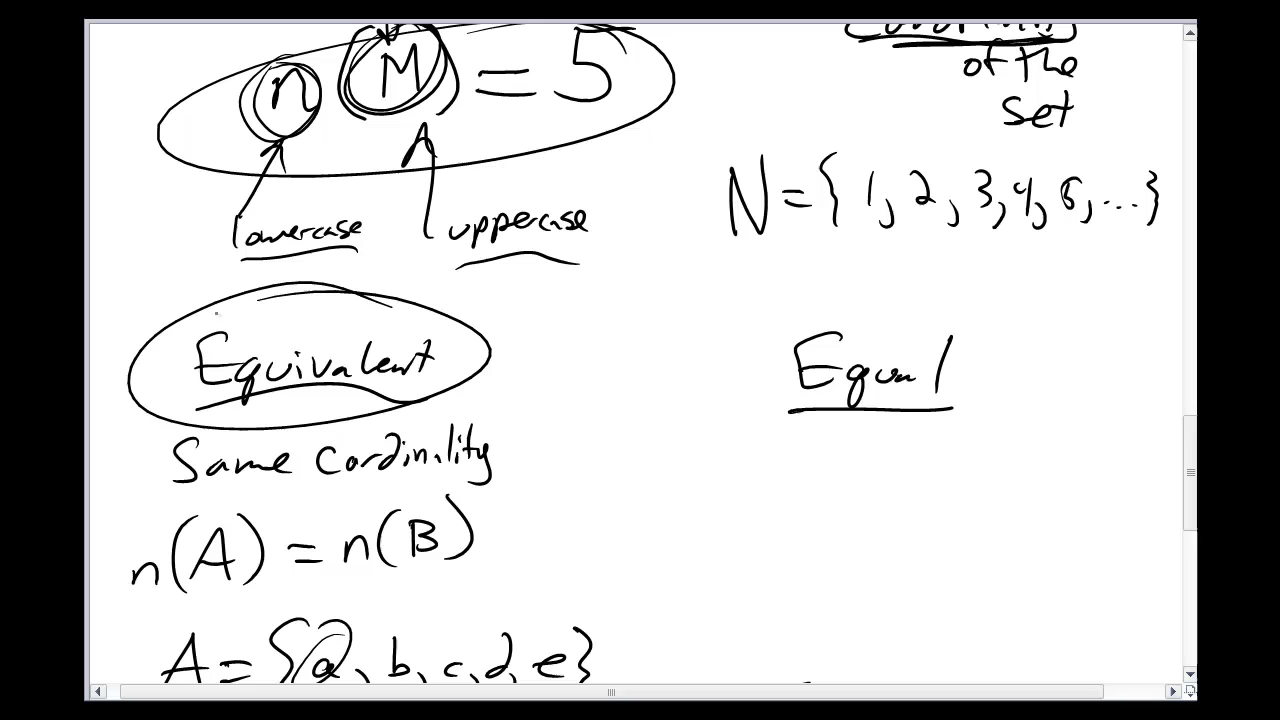 n(M) = 5
of the
set
lowercase
uppercase
N = { 1, 2, 3, 4, 5, ... }
Equivalent
Equal
Same cardinality
n(A) = n(B)
A = {a, b, c, d, e}